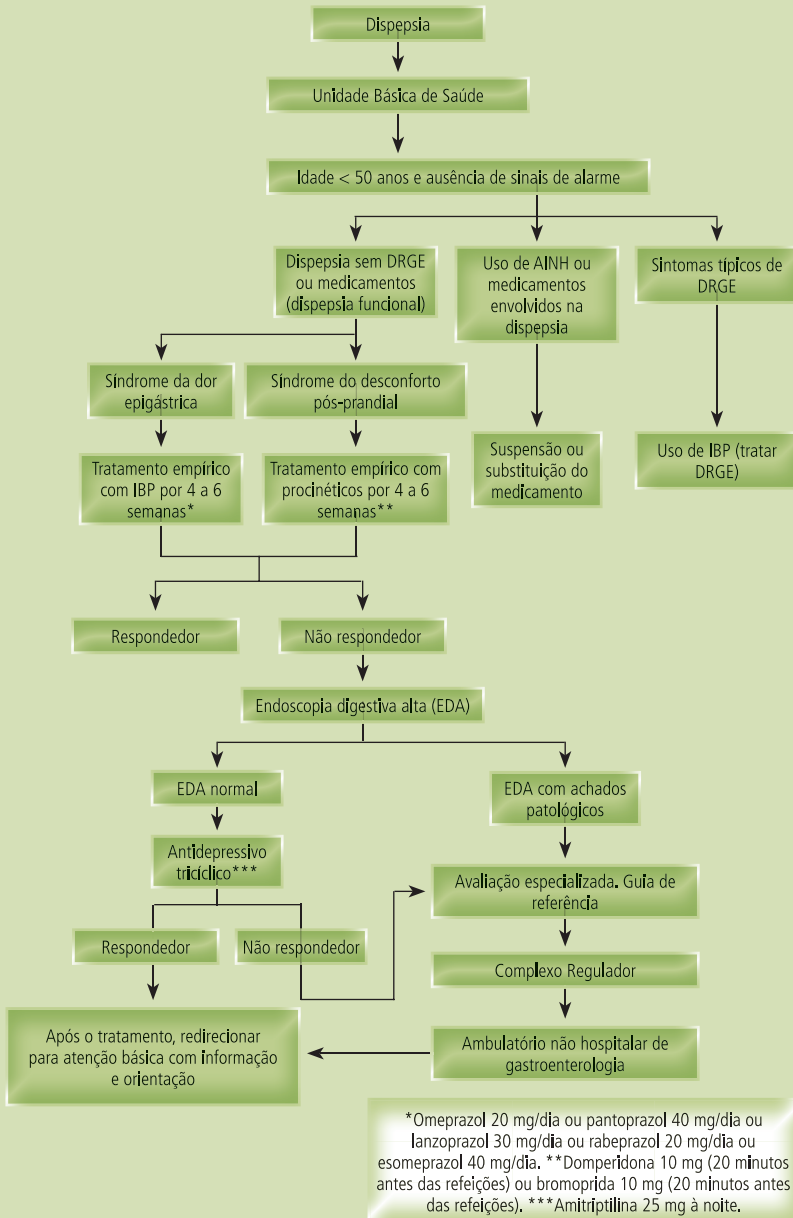 Dispepsia
Unidade Básica de Saúde
Idade < 50 anos e ausência de sinais de alarme
Dispepsia sem DRGE
ou medicamentos
(dispepsia funcional)
Uso de AINH ou
medicamentos
envolvidos na
dispepsia
Sintomas típicos de
DRGE
Síndrome da dor
epigástrica
Síndrome do desconforto
pós-prandial
Tratamento empírico
com IBP por 4 a 6
semanas*
Tratamento empírico com
procinéticos por 4 a 6
semanas**
Suspensão ou
substituição do
medicamento
Uso de IBP (tratar
DRGE)
Respondedor
Não respondedor
Endoscopia digestiva alta (EDA)
EDA normal
EDA com achados
patológicos
Antidepressivo
tricíclico***
Avaliação especializada. Guia de
referência
Respondedor
Não respondedor
Complexo Regulador
Após o tratamento, redirecionar
para atenção básica com informação
e orientação
Ambulatório não hospitalar de
gastroenterologia
*Omeprazol 20 mg/dia ou pantoprazol 40 mg/dia ou
lanzoprazol 30 mg/dia ou rabeprazol 20 mg/dia ou
esomeprazol 40 mg/dia. **Domperidona 10 mg (20 minutos
antes das refeições) ou bromoprida 10 mg (20 minutos antes
das refeições). ***Amitriptilina 25 mg à noite.